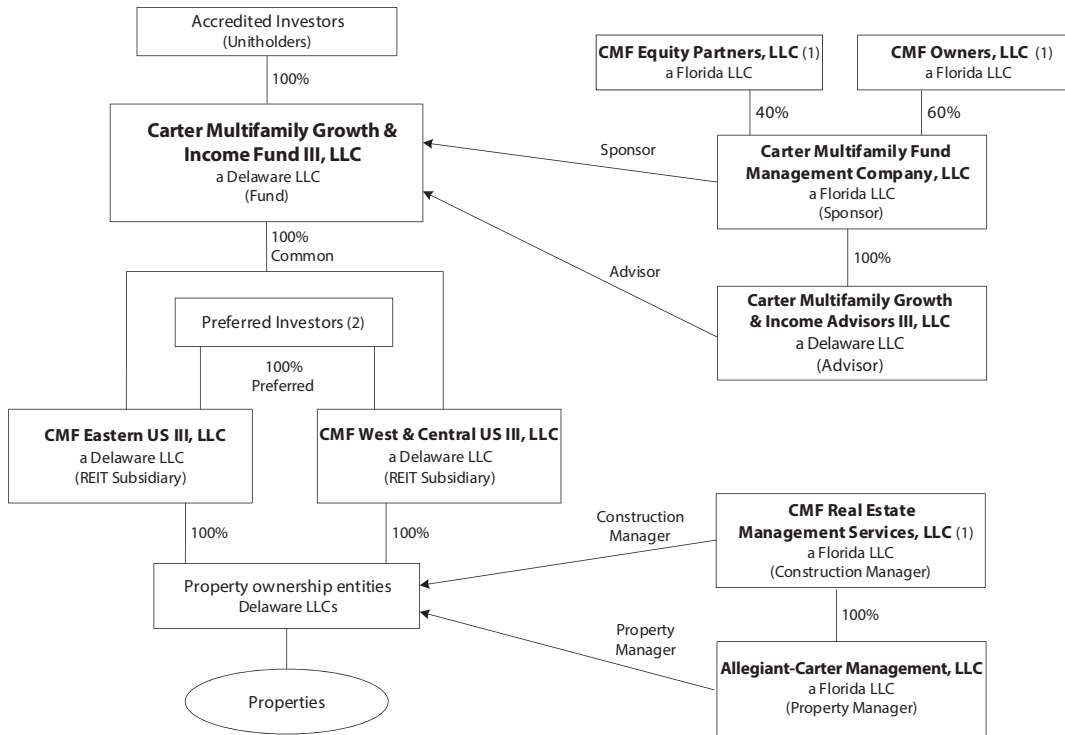 Accredited Investors
(Unitholders)
100%
Carter Multifamily Growth &
Income Fund III, LLC
a Delaware LLC
(Fund)
100%
Common
Preferred Investors (2)
100%
Preferred
CMF Eastern US III, LLC
a Delaware LLC
(REIT Subsidiary)
CMF West & Central US III, LLC
a Delaware LLC
(REIT Subsidiary)
100%
100%
Property ownership entities
Delaware LLCs
Properties
CMF Equity Partners, LLC (1)
a Florida LLC
CMF Owners, LLC (1)
a Florida LLC
40%
60%
Sponsor
Carter Multifamily Fund
Management Company, LLC
a Florida LLC
(Sponsor)
100%
Advisor
Carter Multifamily Growth
& Income Advisors III, LLC
a Delaware LLC
(Advisor)
Construction
Manager
CMF Real Estate
Management Services, LLC (1)
a Florida LLC
(Construction Manager)
100%
Property
Manager
Allegiant-Carter Management, LLC
a Florida LLC
(Property Manager)